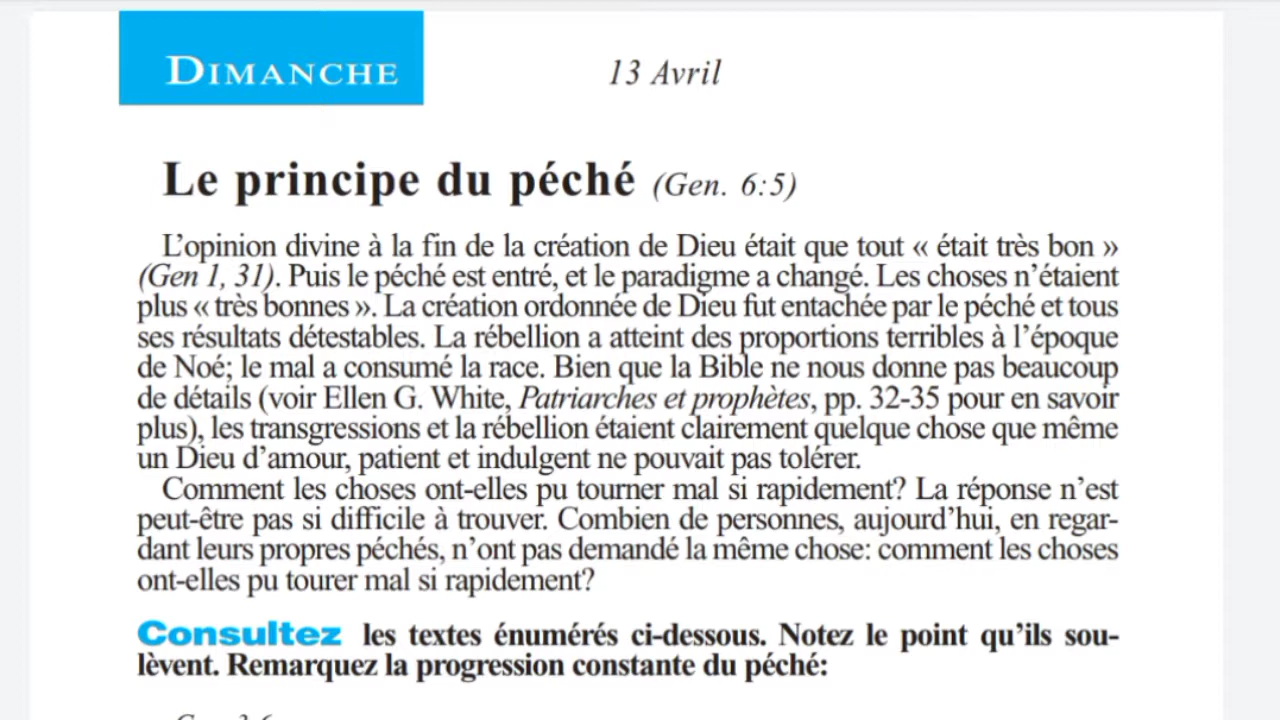 DIMANCHE
13 Avril
Le principe du péché (Gen. 6:5)
L’opinion divine à la fin de la création de Dieu était que tout « était très bon »
(Gen 1, 31). Puis le péché est entré, et le paradigme a changé. Les choses n’étaient
plus « très bonnes ». La création ordonnée de Dieu fut entachée par le péché et tous
ses résultats détestables. La rébellion a atteint des proportions terribles à l’époque
de Noé; le mal a consumé la race. Bien que la Bible ne nous donne pas beaucoup
de détails (voir Ellen G. White, Patriarches et prophètes, pp. 32-35 pour en savoir
plus), les transgressions et la rébellion étaient clairement quelque chose que même
un Dieu d’amour, patient et indulgent ne pouvait pas tolérer.
Comment les choses ont-elles pu tourner mal si rapidement? La réponse n’est
peut-être pas si difficile à trouver. Combien de personnes, aujourd’hui, en regar-
dant leurs propres péchés, n’ont pas demandé la même chose: comment les choses
ont-elles pu tourer mal si rapidement?
Consultez les textes énumérés ci-dessous. Notez le point qu’ils sou-
lèvent. Remarquez la progression constante du péché: